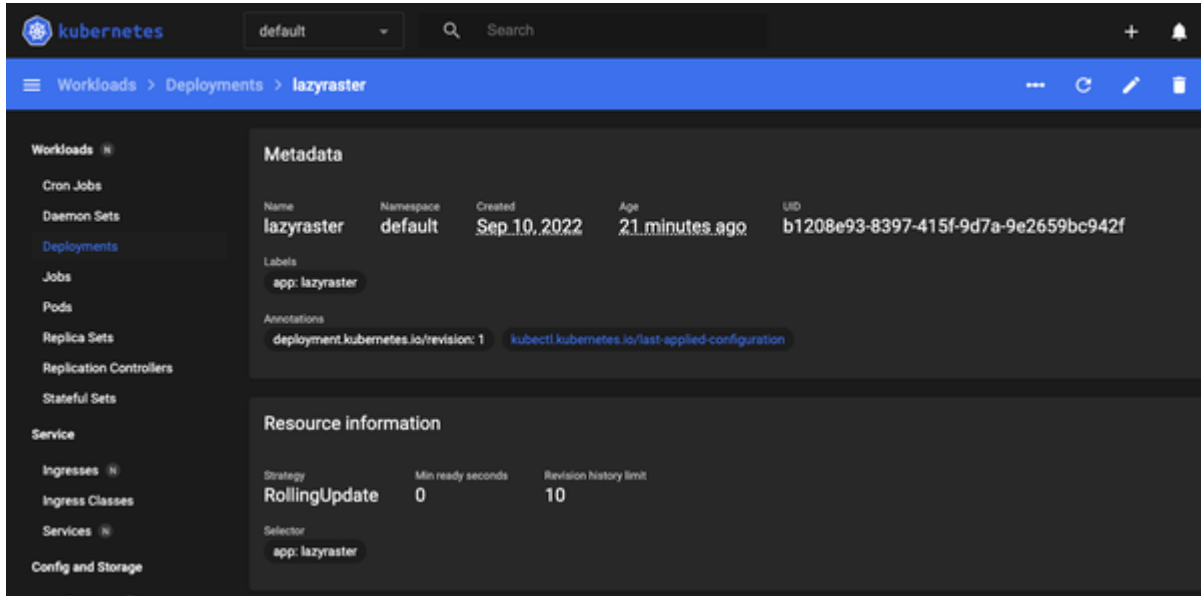 kubernetes default Search
Workloads > Deployments > lazyraster
Workloads N
Cron Jobs
Daemon Sets
Deployments
Jobs
Pods
Replica Sets
Replication Controllers
Stateful Sets
Service
Ingresses N
Ingress Classes
Services N
Config and Storage
Metadata
Name Namespace Created Age UID
lazyraster default Sep 10, 2022 21 minutes ago b1208e93-8397-415f-9d7a-9e2659bc942f
Labels
app: lazyraster
Annotations
deployment.kubernetes.io/revision: 1 kubectl.kubernetes.io/last-applied-configuration
Resource information
Strategy Min ready seconds Revision history limit
RollingUpdate 0 10
Selector
app: lazyraster